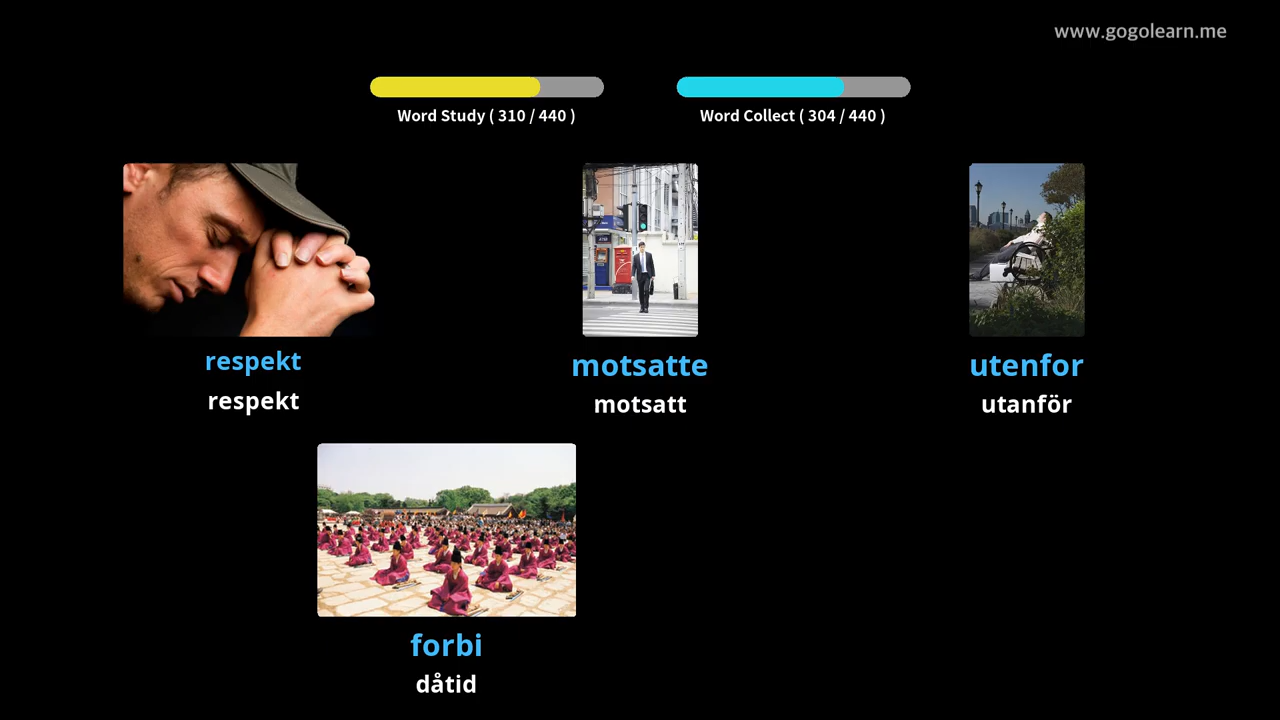 www.gogolearn.me
Word Study ( 310 / 440 )
Word Collect ( 304 / 440 )
respekt
respekt
motsatte
motsatt
utenfor
utanför
forbi
dåtid